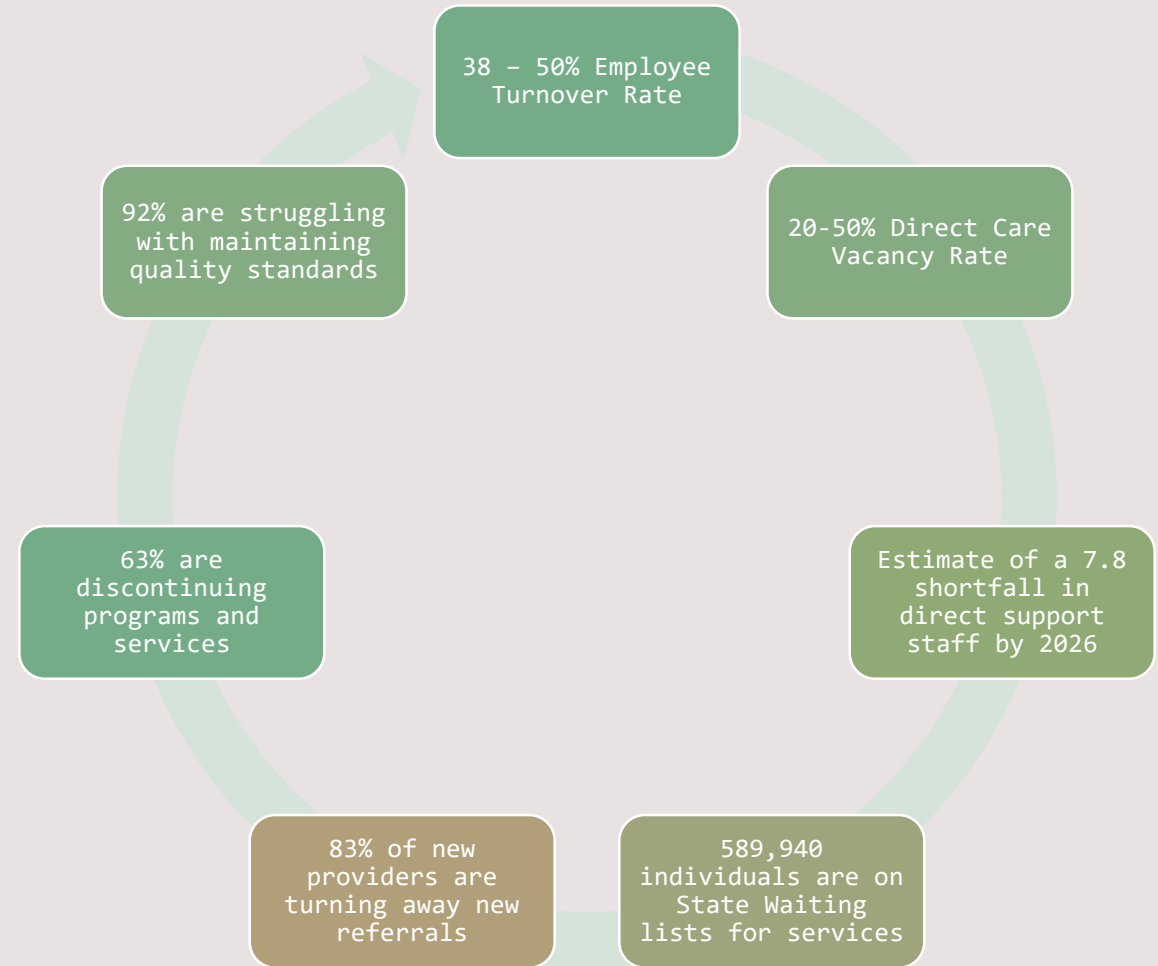 38 – 50% Employee
Turnover Rate
20-50% Direct Care
Vacancy Rate
Estimate of a 7.8
shortfall in
direct support
staff by 2026
589,940
individuals are on
State Waiting
lists for services
83% of new
providers are
turning away new
referrals
63% are
discontinuing
programs and
services
92% are struggling
with maintaining
quality standards